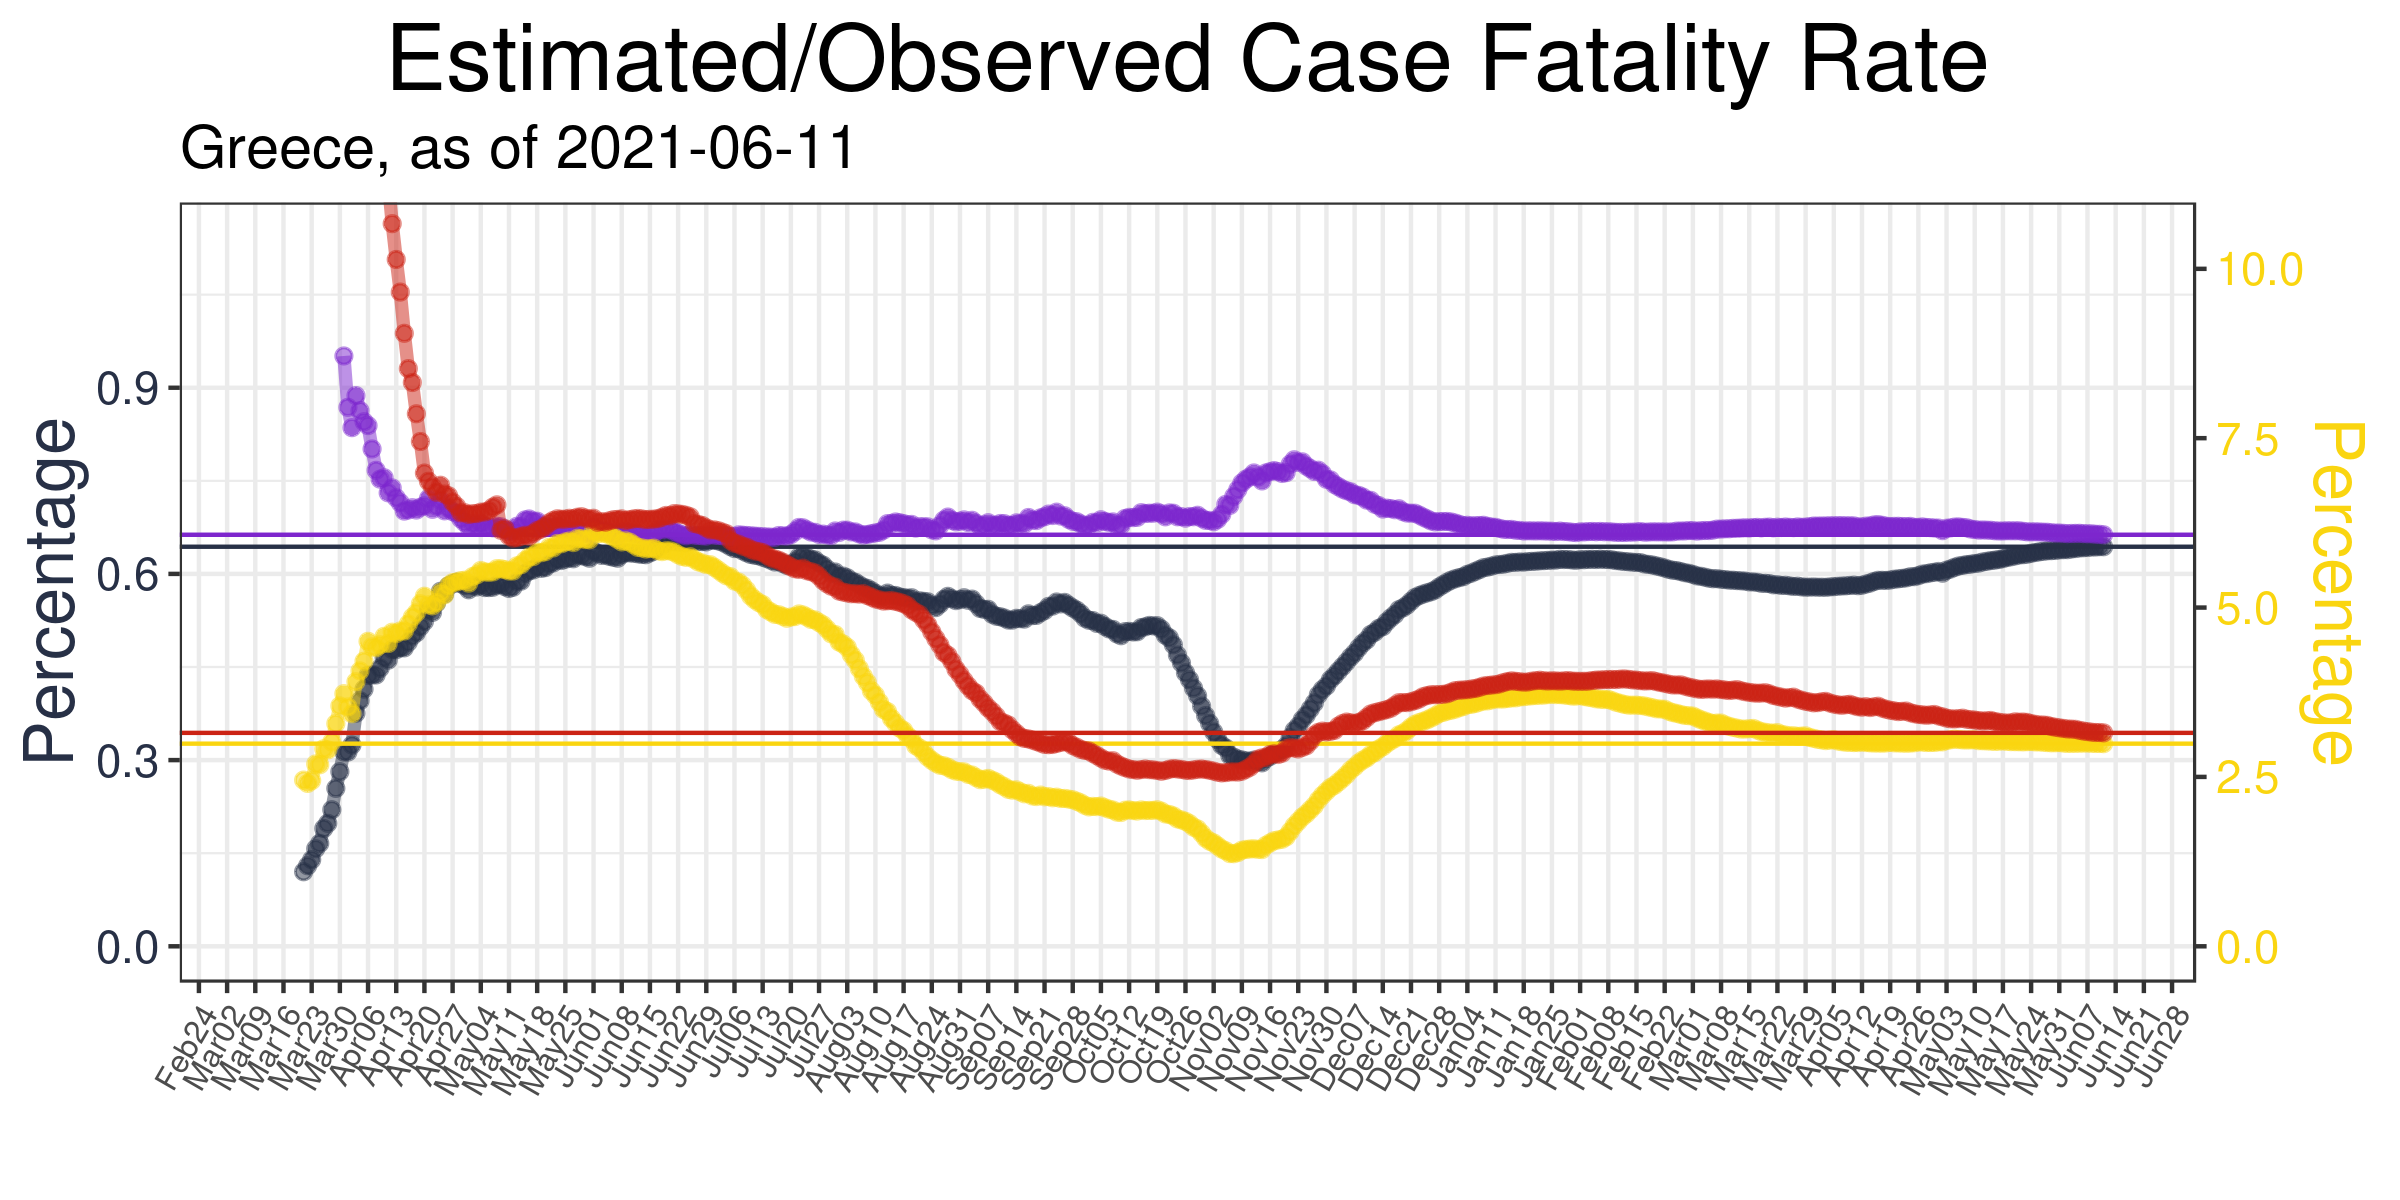 Estimated/Observed Case Fatality Rate
Greece, as of 2021-06-11
Percentage
0.9
0.6
0.3
0.0
10.0
7.5
5.0
2.5
0.0
Percentage
Feb24 Mar02 Mar09 Mar16 Mar23 Mar30 Apr06 Apr13 Apr20 Apr27 May04 May11 May18 May25 Jun01 Jun08 Jun15 Jun22 Jun29 Jul06 Jul13 Jul20 Jul27 Aug03 Aug10 Aug17 Aug24 Aug31 Sep07 Sep14 Sep21 Sep28 Oct05 Oct12 Oct19 Oct26 Nov02 Nov09 Nov16 Nov23 Nov30 Dec07 Dec14 Dec21 Dec28 Jan04 Jan11 Jan18 Jan25 Feb01 Feb08 Feb15 Feb22 Mar01 Mar08 Mar15 Mar22 Mar29 Apr05 Apr12 Apr19 Apr26 May03 May10 May17 May24 May31 Jun07 Jun14 Jun21 Jun28